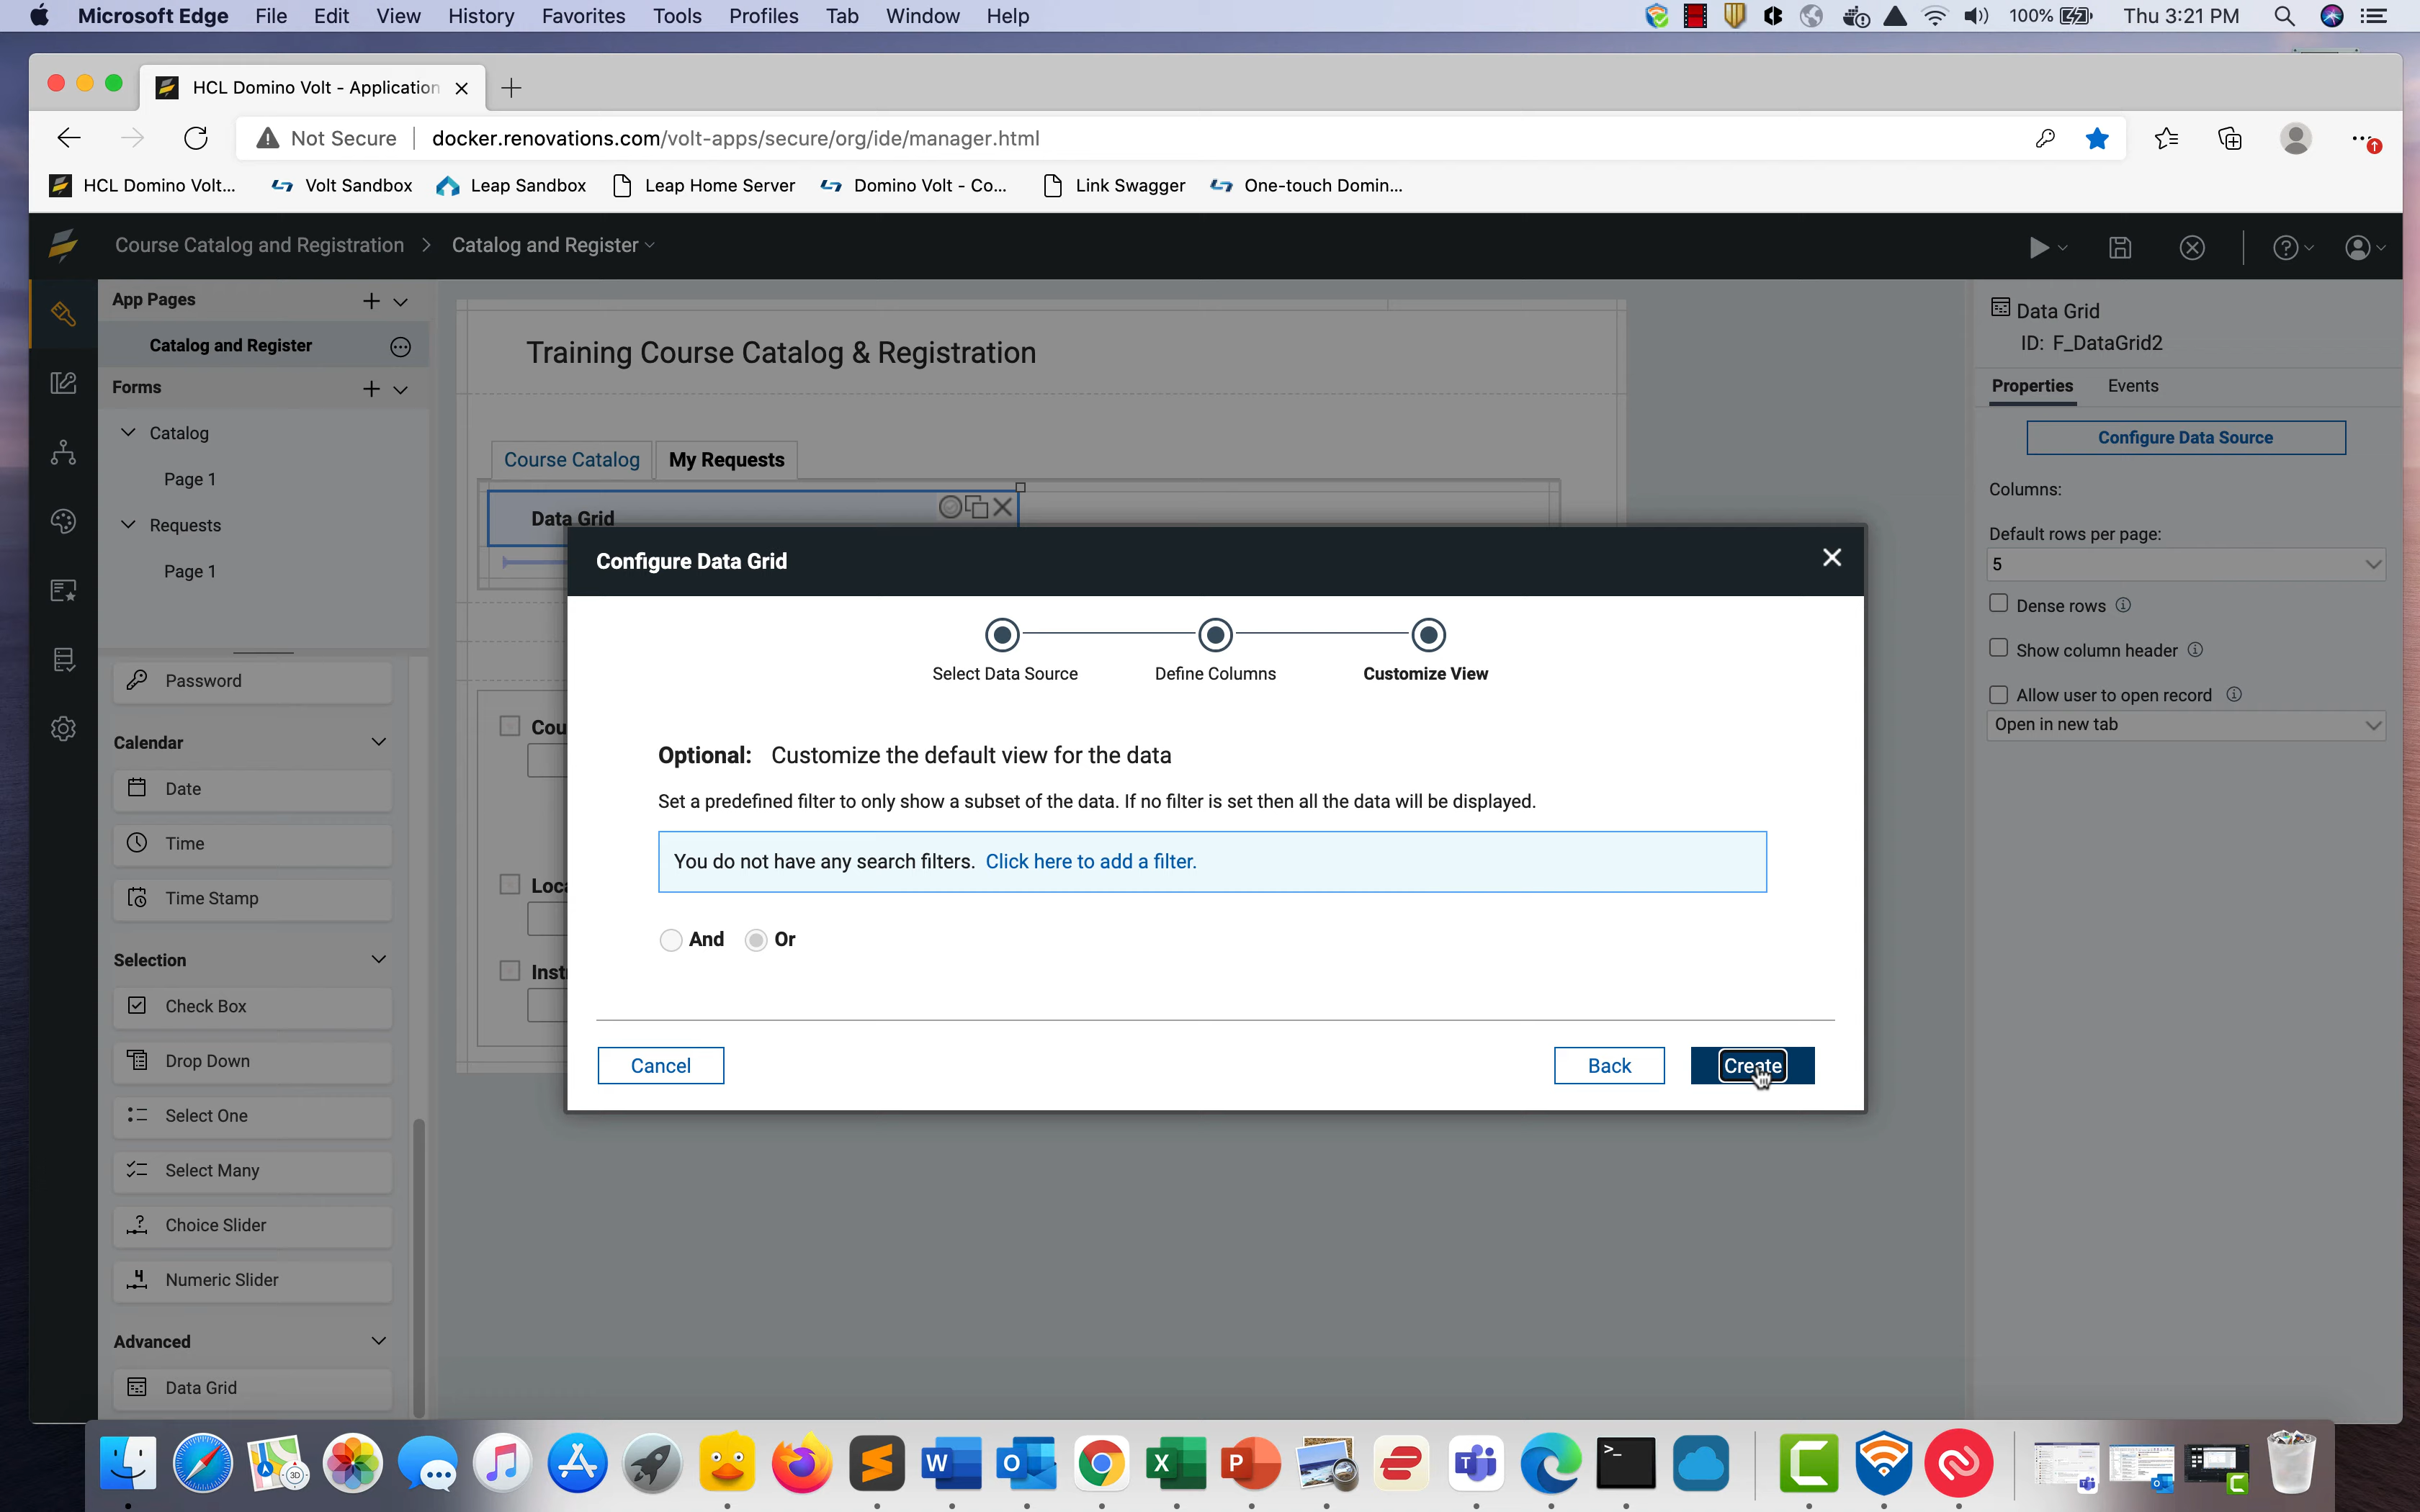 Microsoft Edge File Edit View History Favorites Tools Profiles Tab Window Help
100% Thu 3:21 PM
HCL Domino Volt - Application
Not Secure docker.renovations.com/volt-apps/secure/org/ide/manager.html
HCL Domino Volt... Volt Sandbox Leap Sandbox Leap Home Server Domino Volt - Co... Link Swagger One-touch Domin...
Course Catalog and Registration > Catalog and Register
App Pages
Catalog and Register
Forms
Catalog
Page 1
Requests
Page 1
Password
Calendar
Date
Time
Time Stamp
Selection
Check Box
Drop Down
Select One
Select Many
Choice Slider
Numeric Slider
Advanced
Data Grid
Training Course Catalog & Registration
Course Catalog My Requests
Data Grid
Cou
Loca
Inst
Configure Data Grid
Select Data Source Define Columns Customize View
Optional: Customize the default view for the data
Set a predefined filter to only show a subset of the data. If no filter is set then all the data will be displayed.
You do not have any search filters. Click here to add a filter.
And Or
Cancel Back Create
Data Grid
ID: F_DataGrid2
Properties Events
Configure Data Source
Columns:
Default rows per page:
5
Dense rows
Show column header
Allow user to open record
Open in new tab